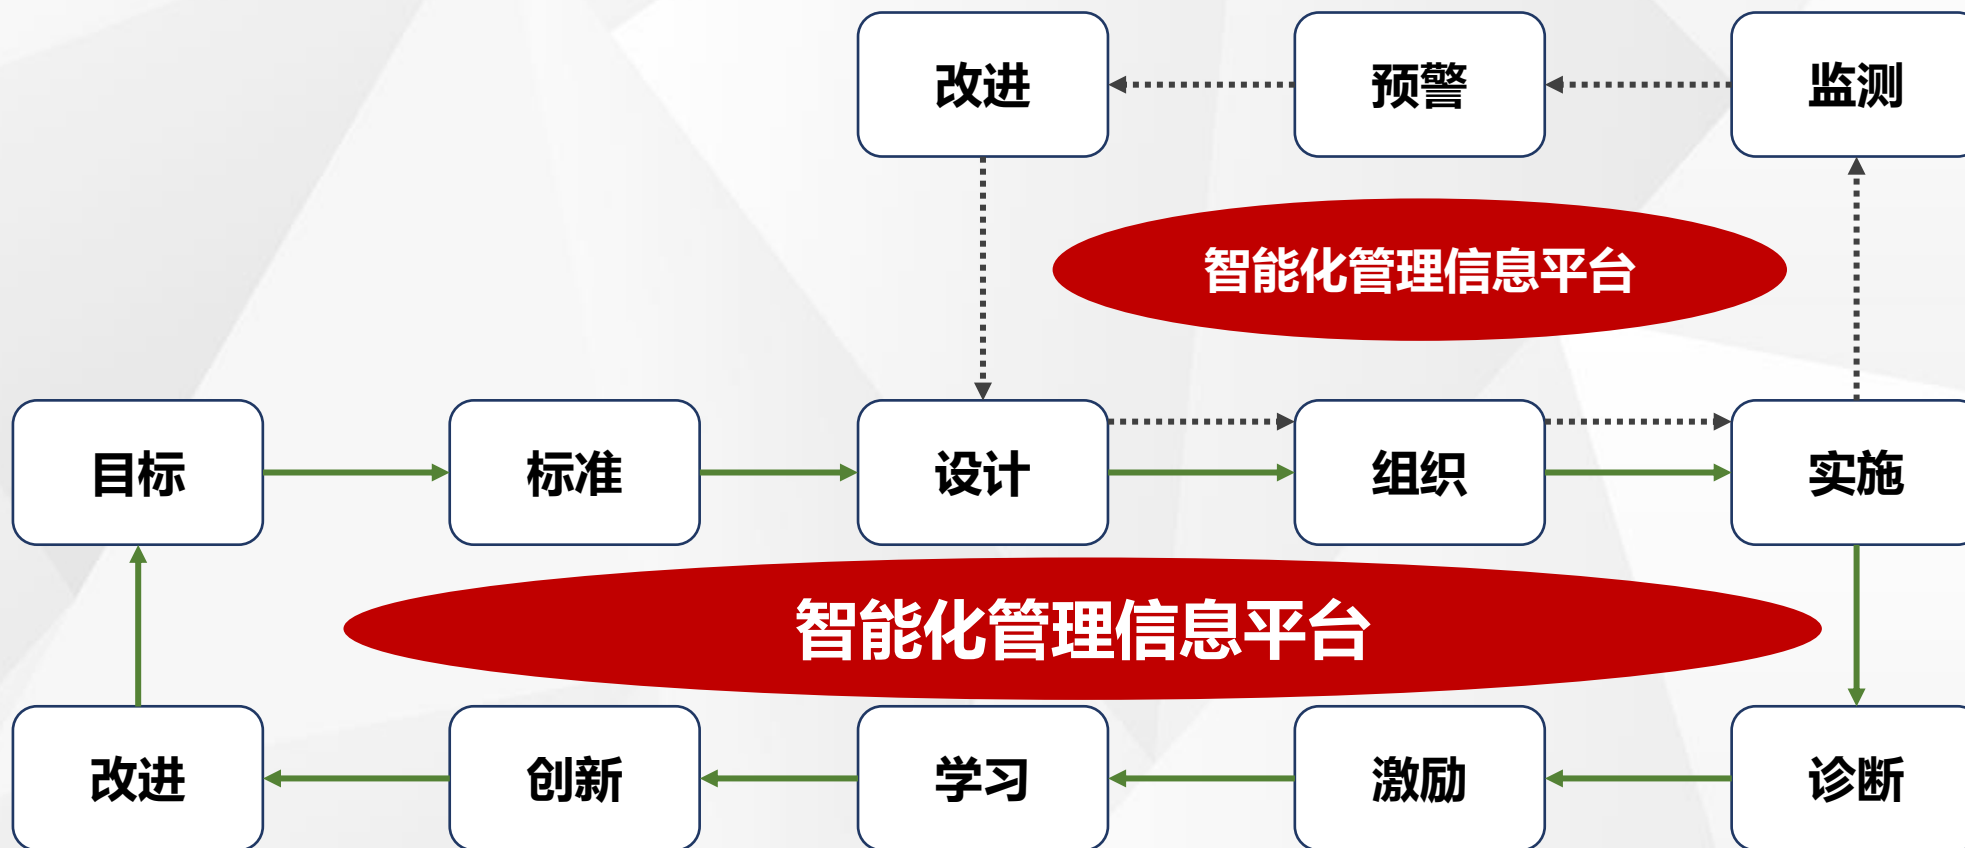 改进
预警
监测
智能化管理信息平台
目标
标准
设计
组织
实施
智能化管理信息平台
改进
创新
学习
激励
诊断